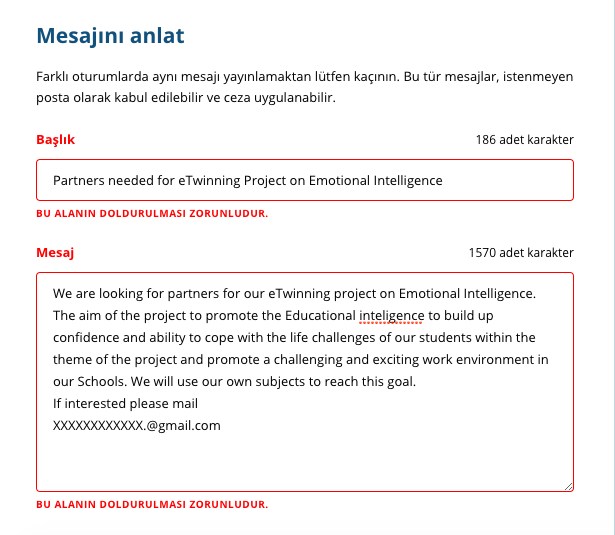 Mesajını anlat
Farklı oturumlarda aynı mesajı yayınlamaktan lütfen kaçının. Bu tür mesajlar, istenmeyen
posta olarak kabul edilebilir ve ceza uygulanabilir.
Başlık 186 adet karakter
Partners needed for eTwinning Project on Emotional Intelligence
BU ALANIN DOLDURULMASI ZORUNLUDUR.
Mesaj 1570 adet karakter
We are looking for partners for our eTwinning project on Emotional Intelligence.
The aim of the project to promote the Educational inteligence to build up
confidence and ability to cope with the life challenges of our students within the
theme of the project and promote a challenging and exciting work environment in
our Schools. We will use our own subjects to reach this goal.
If interested please mail
XXXXXXXXXXXX.@gmail.com
BU ALANIN DOLDURULMASI ZORUNLUDUR.